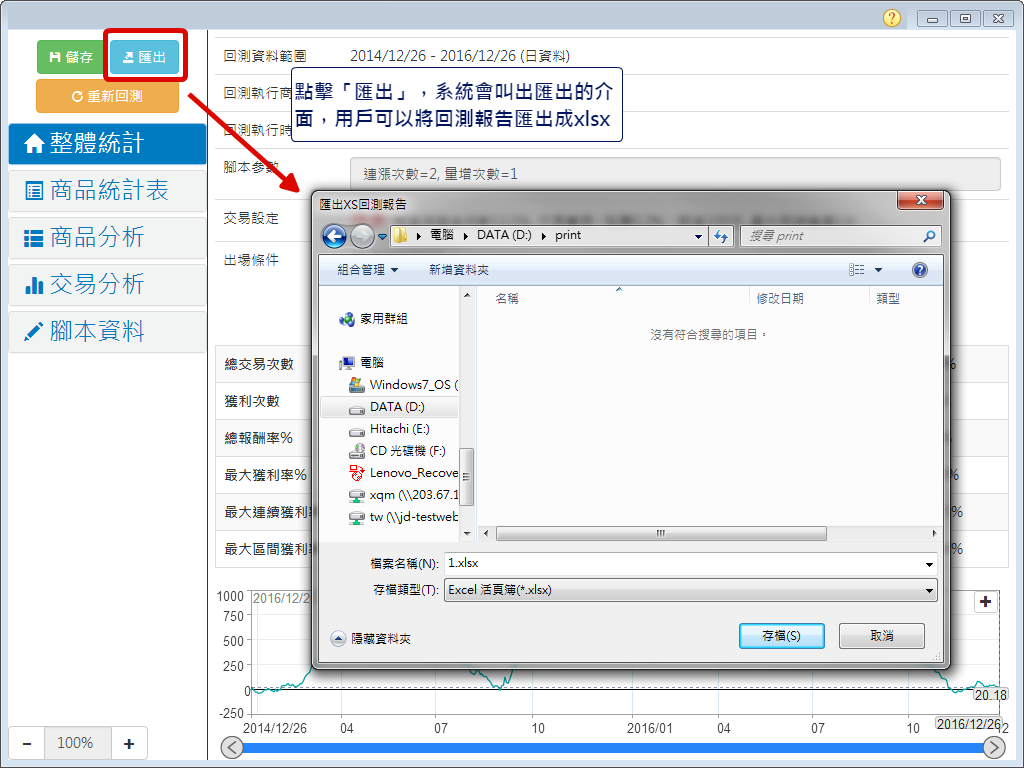 儲存
匯出
重新回測
整體統計
商品統計表
商品分析
交易分析
腳本資料
100%
回測資料範圍 2014/12/26 - 2016/12/26 (日資料)
回測執行商
回測執行時
點擊「匯出」，系統會叫出匯出的介
面，用戶可以將回測報告匯出成xlsx
腳本參數 連漲次數=2, 量增次數=1
交易設定
出場條件
匯出XS回測報告
電腦 DATA (D:) print
搜尋 print
組合管理 新增資料夾
名稱 修改日期 類型
沒有符合搜尋的項目。
家用群組
電腦
Windows7_OS (
DATA (D:)
Hitachi (E:)
CD 光碟機 (F:)
Lenovo_Recove
xqm (\\203.67.1
tw (\\jd-testweb
檔案名稱(N): 1.xlsx
存檔類型(T): Excel 活頁簿(*.xlsx)
隱藏資料夾
存檔(S) 取消
總交易次數 %
獲利次數
總報酬率% %
最大獲利率% %
最大連續獲利率 %
最大區間獲利率 %
1000
750
500
250
0
-250
2016/12/2
20.18
2014/12/26 04 07 10 2016/01 04 07 10 2016/12/26 12